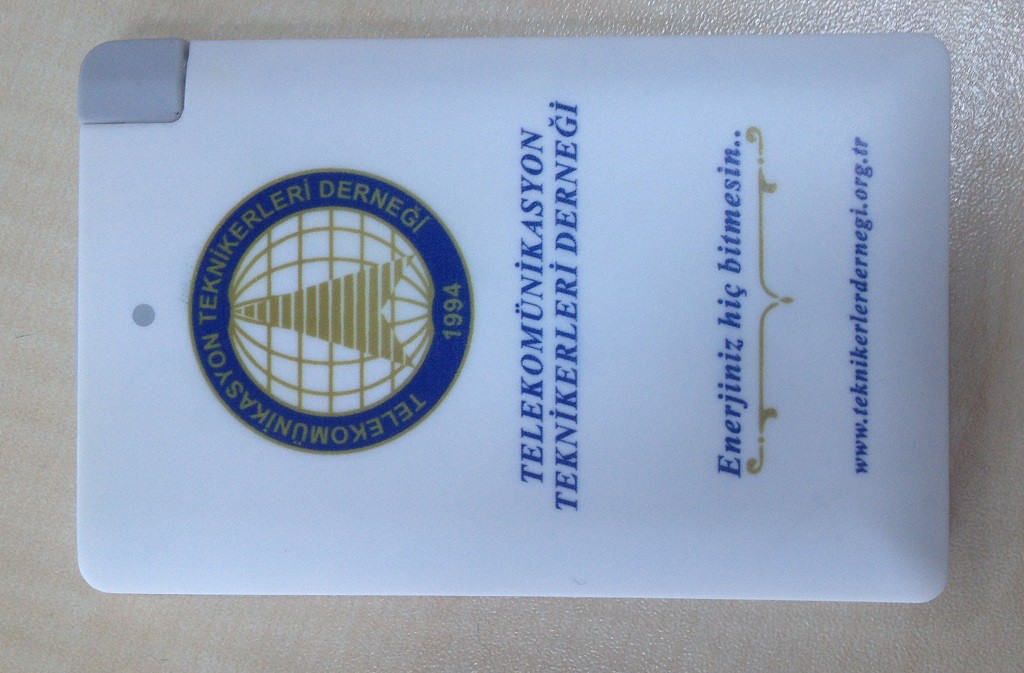 TELEKOMÜNİKASYON TEKNİKERLERİ DERNEĞİ
1994
TELEKOMÜNİKASYON
TEKNİKERLERİ DERNEĞİ
Enerjiniz hiç bitmesin..
www.teknikerlerdernegi.org.tr